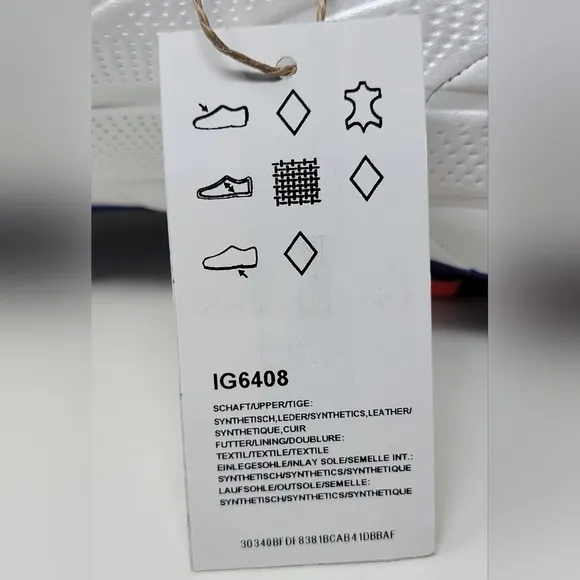 IG6408
SCHAFT/UPPER/TIGE:
SYNTHETISCH,LEDER/SYNTHETICS,LEATHER/
SYNTHETIQUE,CUIR
FUTTER/LINING/DOUBLURE:
TEXTIL/TEXTILE/TEXTILE
EINLEGESOHLE/INLAY SOLE/SEMELLE INT.:
SYNTHETISCH/SYNTHETICS/SYNTHETIQUE
LAUFSOHLE/OUTSOLE/SEMELLE:
SYNTHETISCH/SYNTHETICS/SYNTHETIQUE
30340BFDF8381BCAB41DBBAF